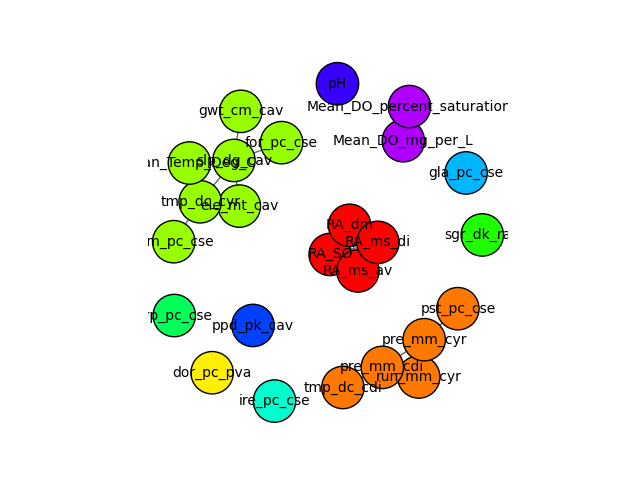 pH
Mean_DO_percent_saturation
gwt_cm_cav
for_pc_cse
Mean_DO_mg_per_L
an_Temp_Deg_C
slp_dg_cav
gla_pc_cse
tmp_dc_cyr
ele_mt_cav
RA_dm
sgr_dk_ra
m_pc_cse
RA_SO
RA_ms_di
RA_ms_av
pst_pc_cse
rp_pc_cse
ppd_pk_cav
pre_mm_cyr
pre_mm_cdi
dor_pc_pva
run_mm_cyr
tmp_dc_cdi
ire_pc_cse